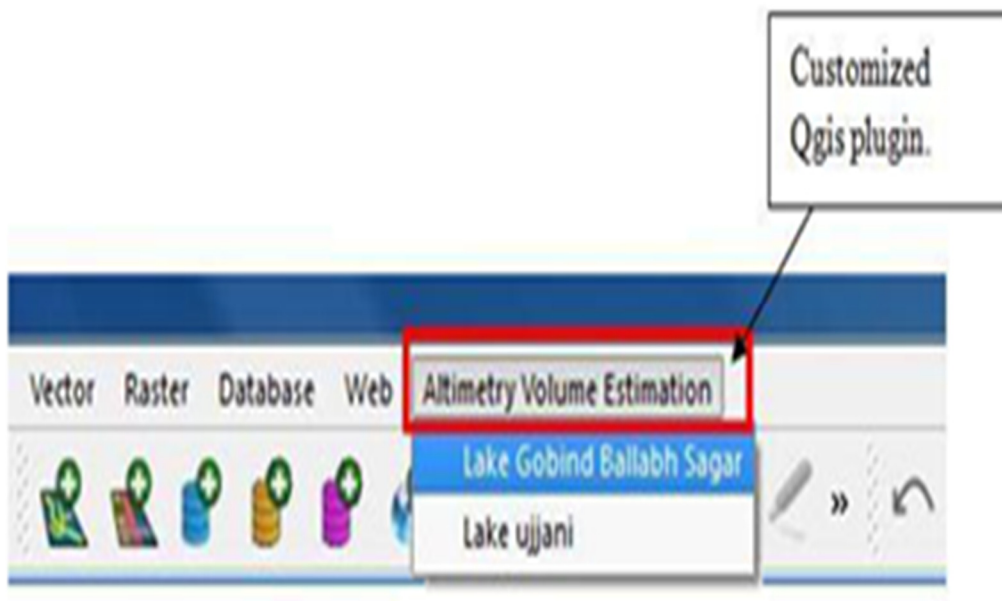 Customized
Qgis plugin.
Vector Raster Database Web Altimetry Volume Estimation
Lake Gobind Ballabh Sagar
Lake ujjani
»